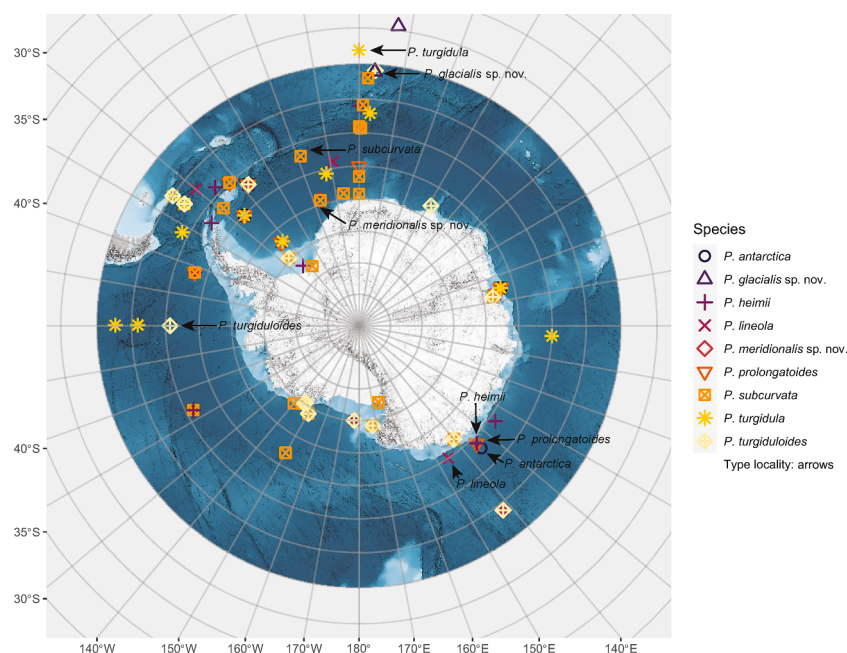 30°S
P. turgidula
P. glacialis sp. nov.
35°S
P. subcurvata
40°S
P. meridionalis sp. nov.
P. turgiduloides
P. heimii
P. prolongatoides
40°S
P. antarctica
P. lineola
35°S
30°S
140°W
150°W
160°W
170°W
180°
170°E
160°E
150°E
140°E
Species
P. antarctica
P. glacialis sp. nov.
P. heimii
P. lineola
P. meridionalis sp. nov.
P. prolongatoides
P. subcurvata
P. turgidula
P. turgiduloides
Type locality: arrows